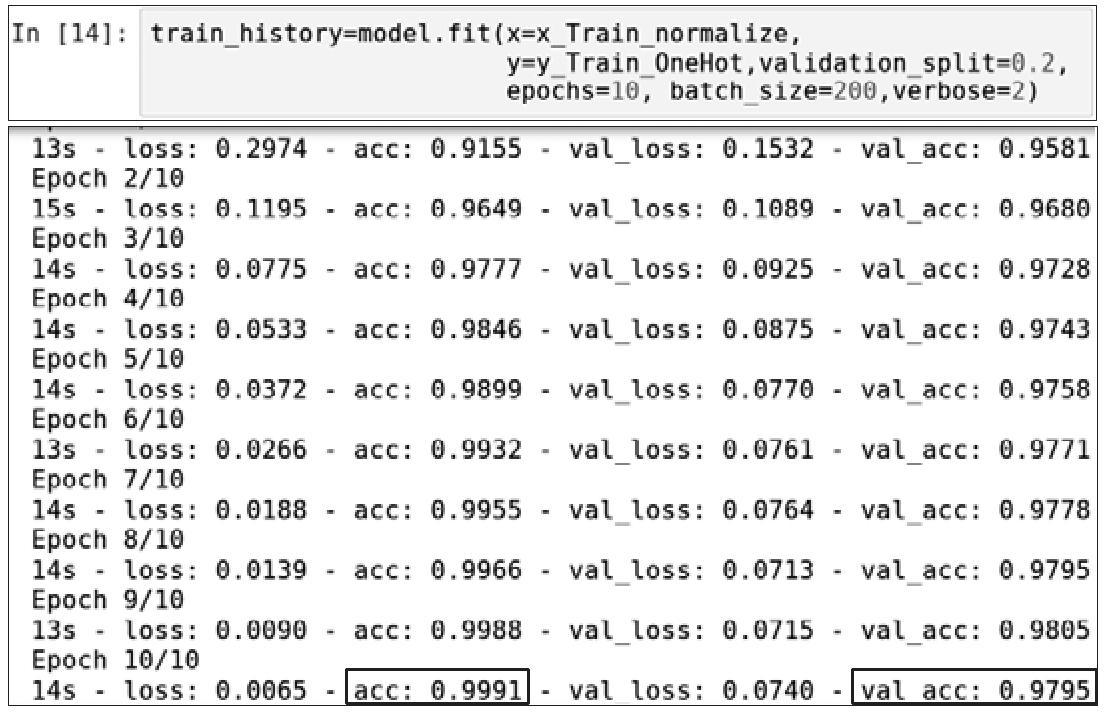 In [14]: train_history=model.fit(x=x_Train_normalize,
y=y_Train_OneHot,validation_split=0.2,
epochs=10, batch_size=200,verbose=2)
13s - loss: 0.2974 - acc: 0.9155 - val_loss: 0.1532 - val_acc: 0.9581
Epoch 2/10
15s - loss: 0.1195 - acc: 0.9649 - val_loss: 0.1089 - val_acc: 0.9680
Epoch 3/10
14s - loss: 0.0775 - acc: 0.9777 - val_loss: 0.0925 - val_acc: 0.9728
Epoch 4/10
14s - loss: 0.0533 - acc: 0.9846 - val_loss: 0.0875 - val_acc: 0.9743
Epoch 5/10
14s - loss: 0.0372 - acc: 0.9899 - val_loss: 0.0770 - val_acc: 0.9758
Epoch 6/10
13s - loss: 0.0266 - acc: 0.9932 - val_loss: 0.0761 - val_acc: 0.9771
Epoch 7/10
14s - loss: 0.0188 - acc: 0.9955 - val_loss: 0.0764 - val_acc: 0.9778
Epoch 8/10
14s - loss: 0.0139 - acc: 0.9966 - val_loss: 0.0713 - val_acc: 0.9795
Epoch 9/10
13s - loss: 0.0090 - acc: 0.9988 - val_loss: 0.0715 - val_acc: 0.9805
Epoch 10/10
14s - loss: 0.0065 - acc: 0.9991 - val_loss: 0.0740 - val_acc: 0.9795